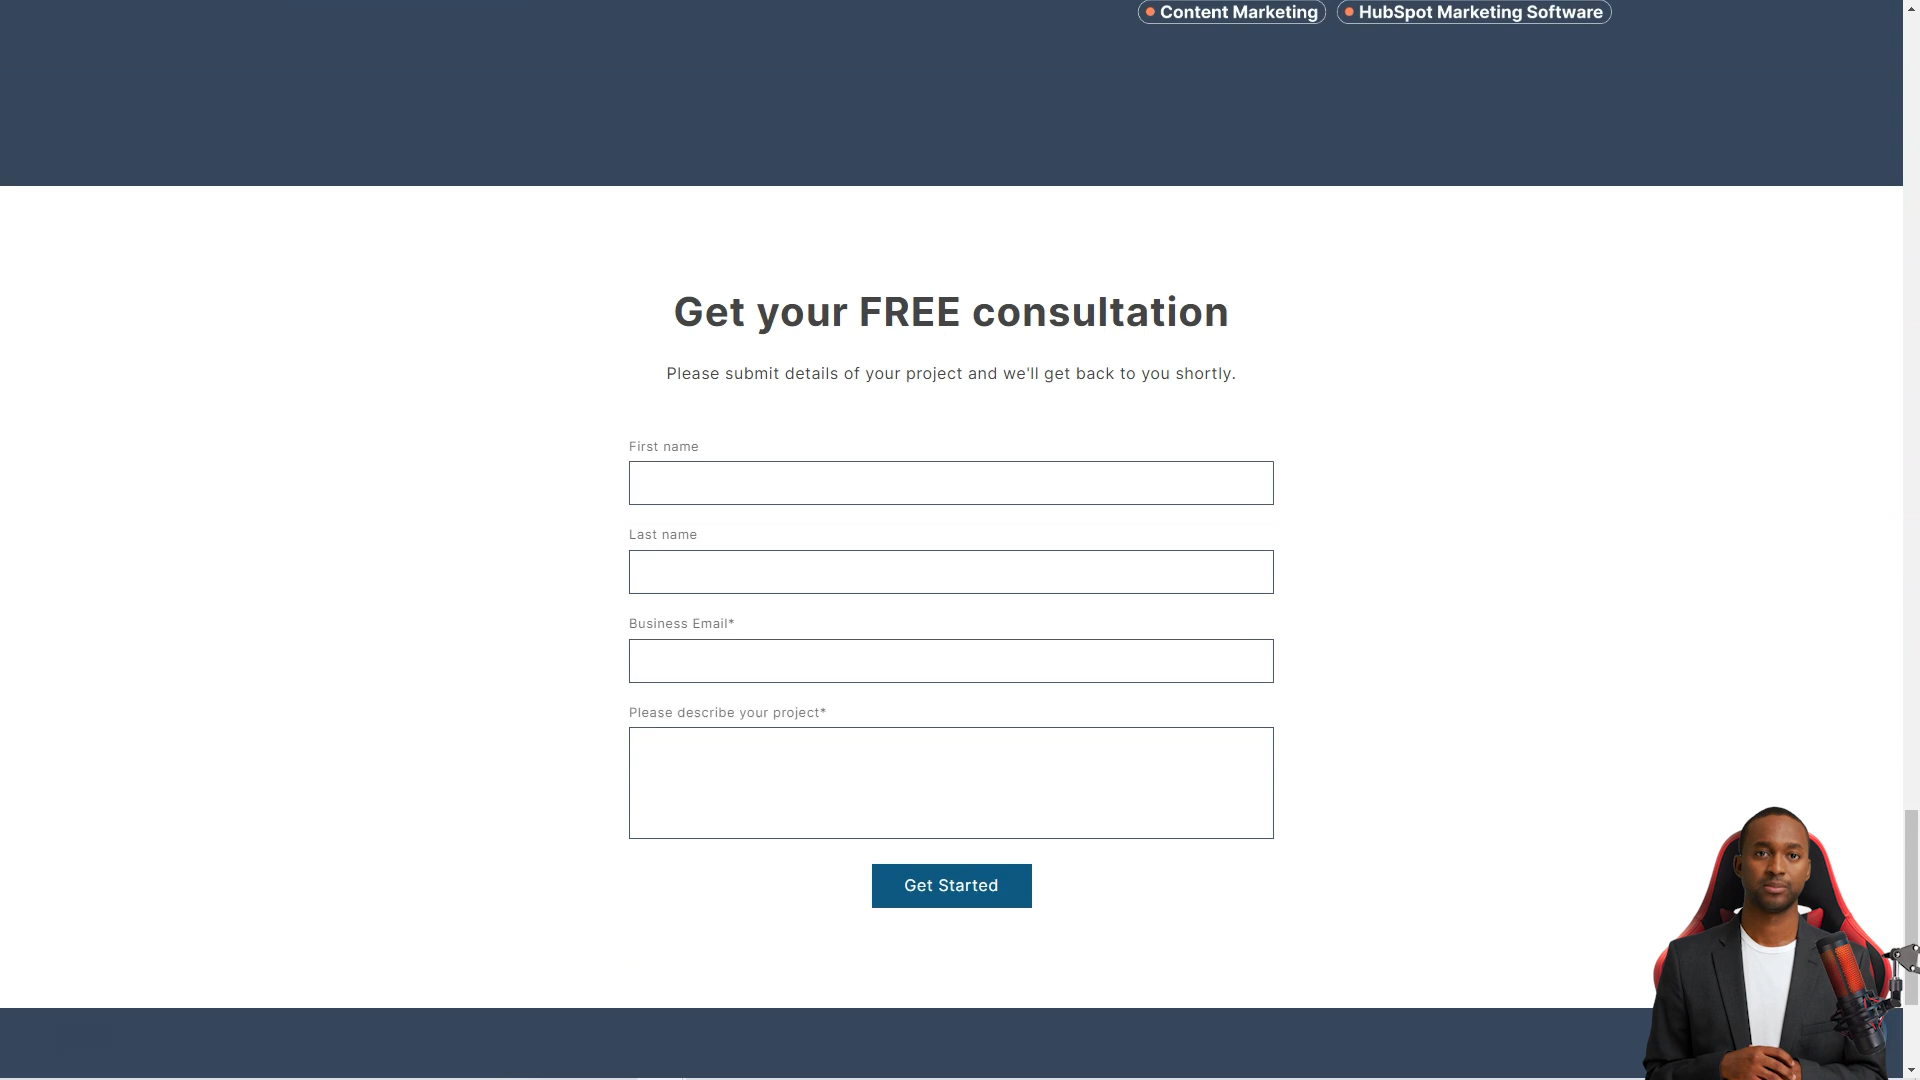 Content Marketing HubSpot Marketing Software
Get your FREE consultation
Please submit details of your project and we'll get back to you shortly.
First name
Last name
Business Email*
Please describe your project*
Get Started